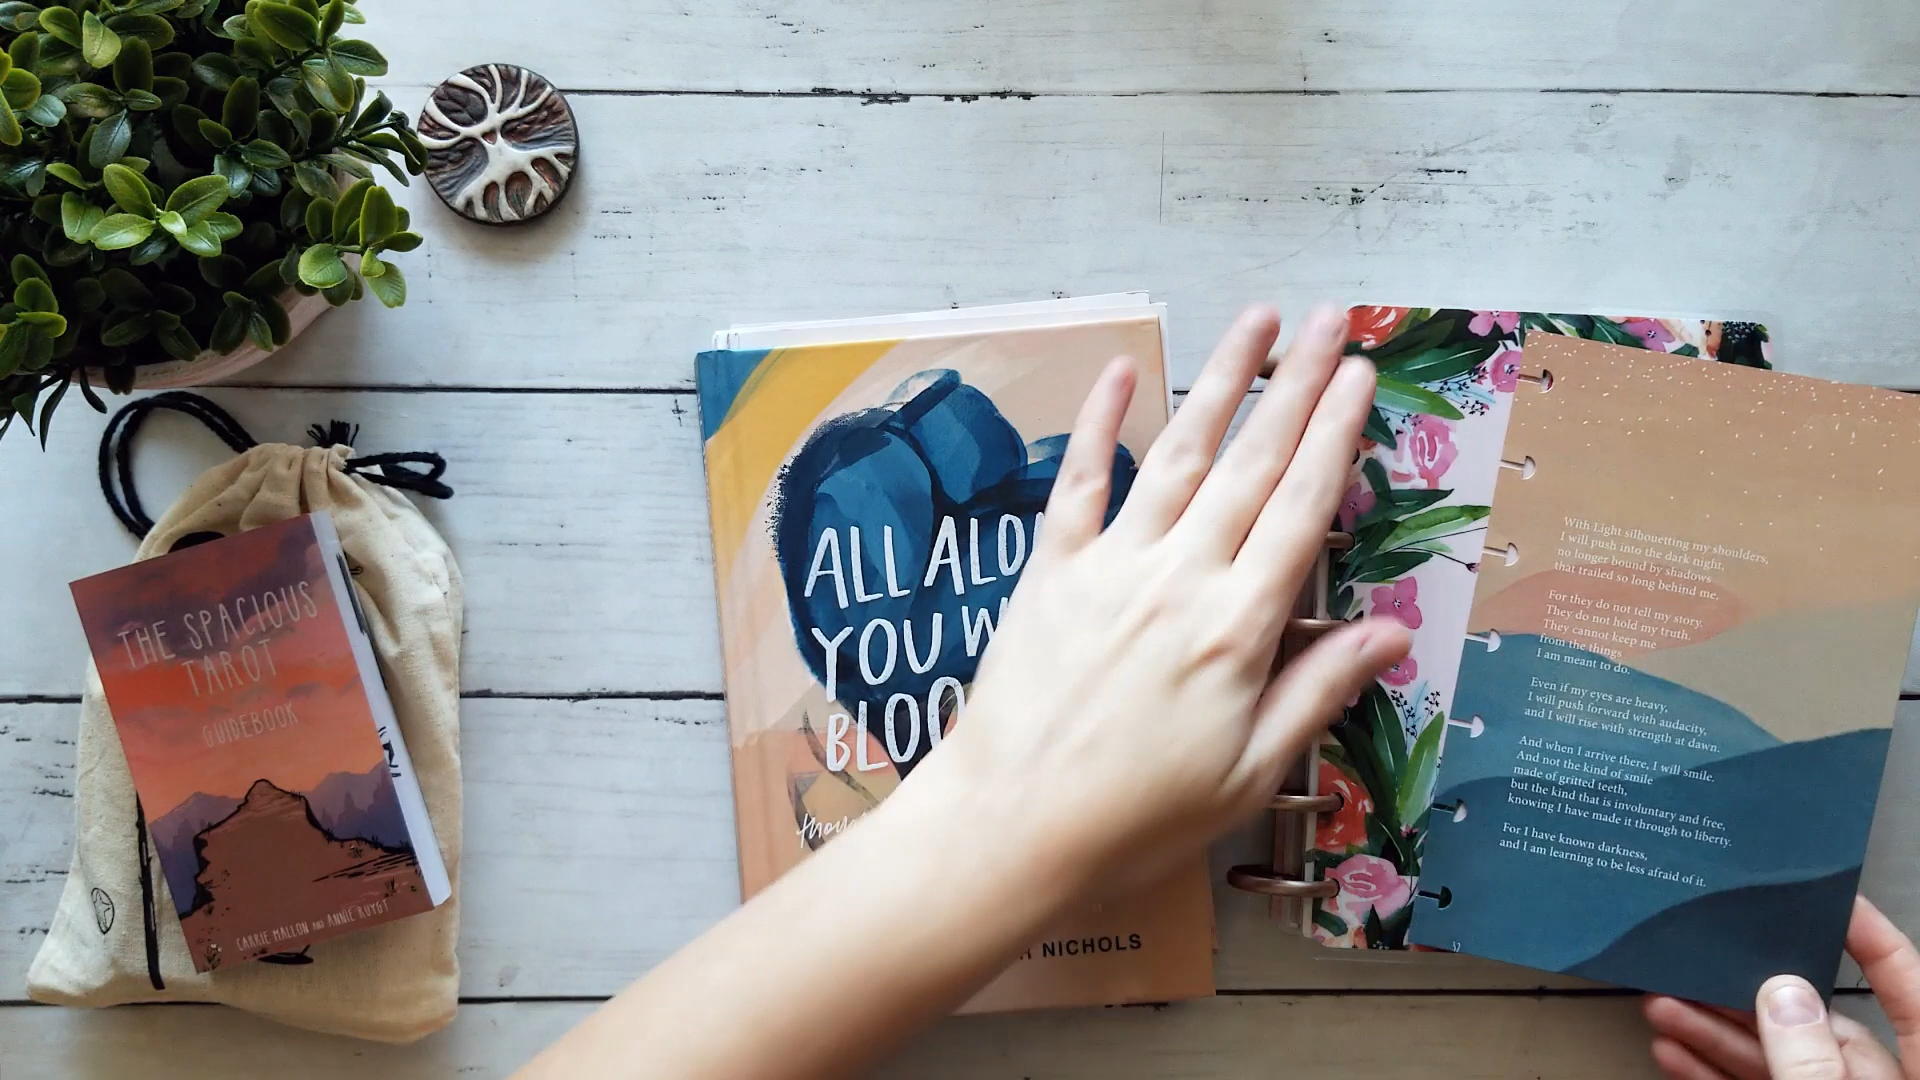 THE SPACIOUS
TAROT
GUIDEBOOK
CARRIE MALLON AND ANNIE RUYGT
ALL
YOU
NICHOLS
With Light silhouetting my shoulders,
I will push into the dark night,
no longer bound by shadows
that trailed so long behind me.
For they do not tell my story.
They do not hold my truth.
They cannot keep me
from the things
I am meant to do.
Even if my eyes are heavy,
I will push forward with audacity,
and I will rise with strength at dawn.
And when I arrive there, I will smile.
And not the kind of smile
made of gritted teeth,
but the kind that is involuntary and free,
knowing I have made it through to liberty.
For I have known darkness,
and I am learning to be less afraid of it.